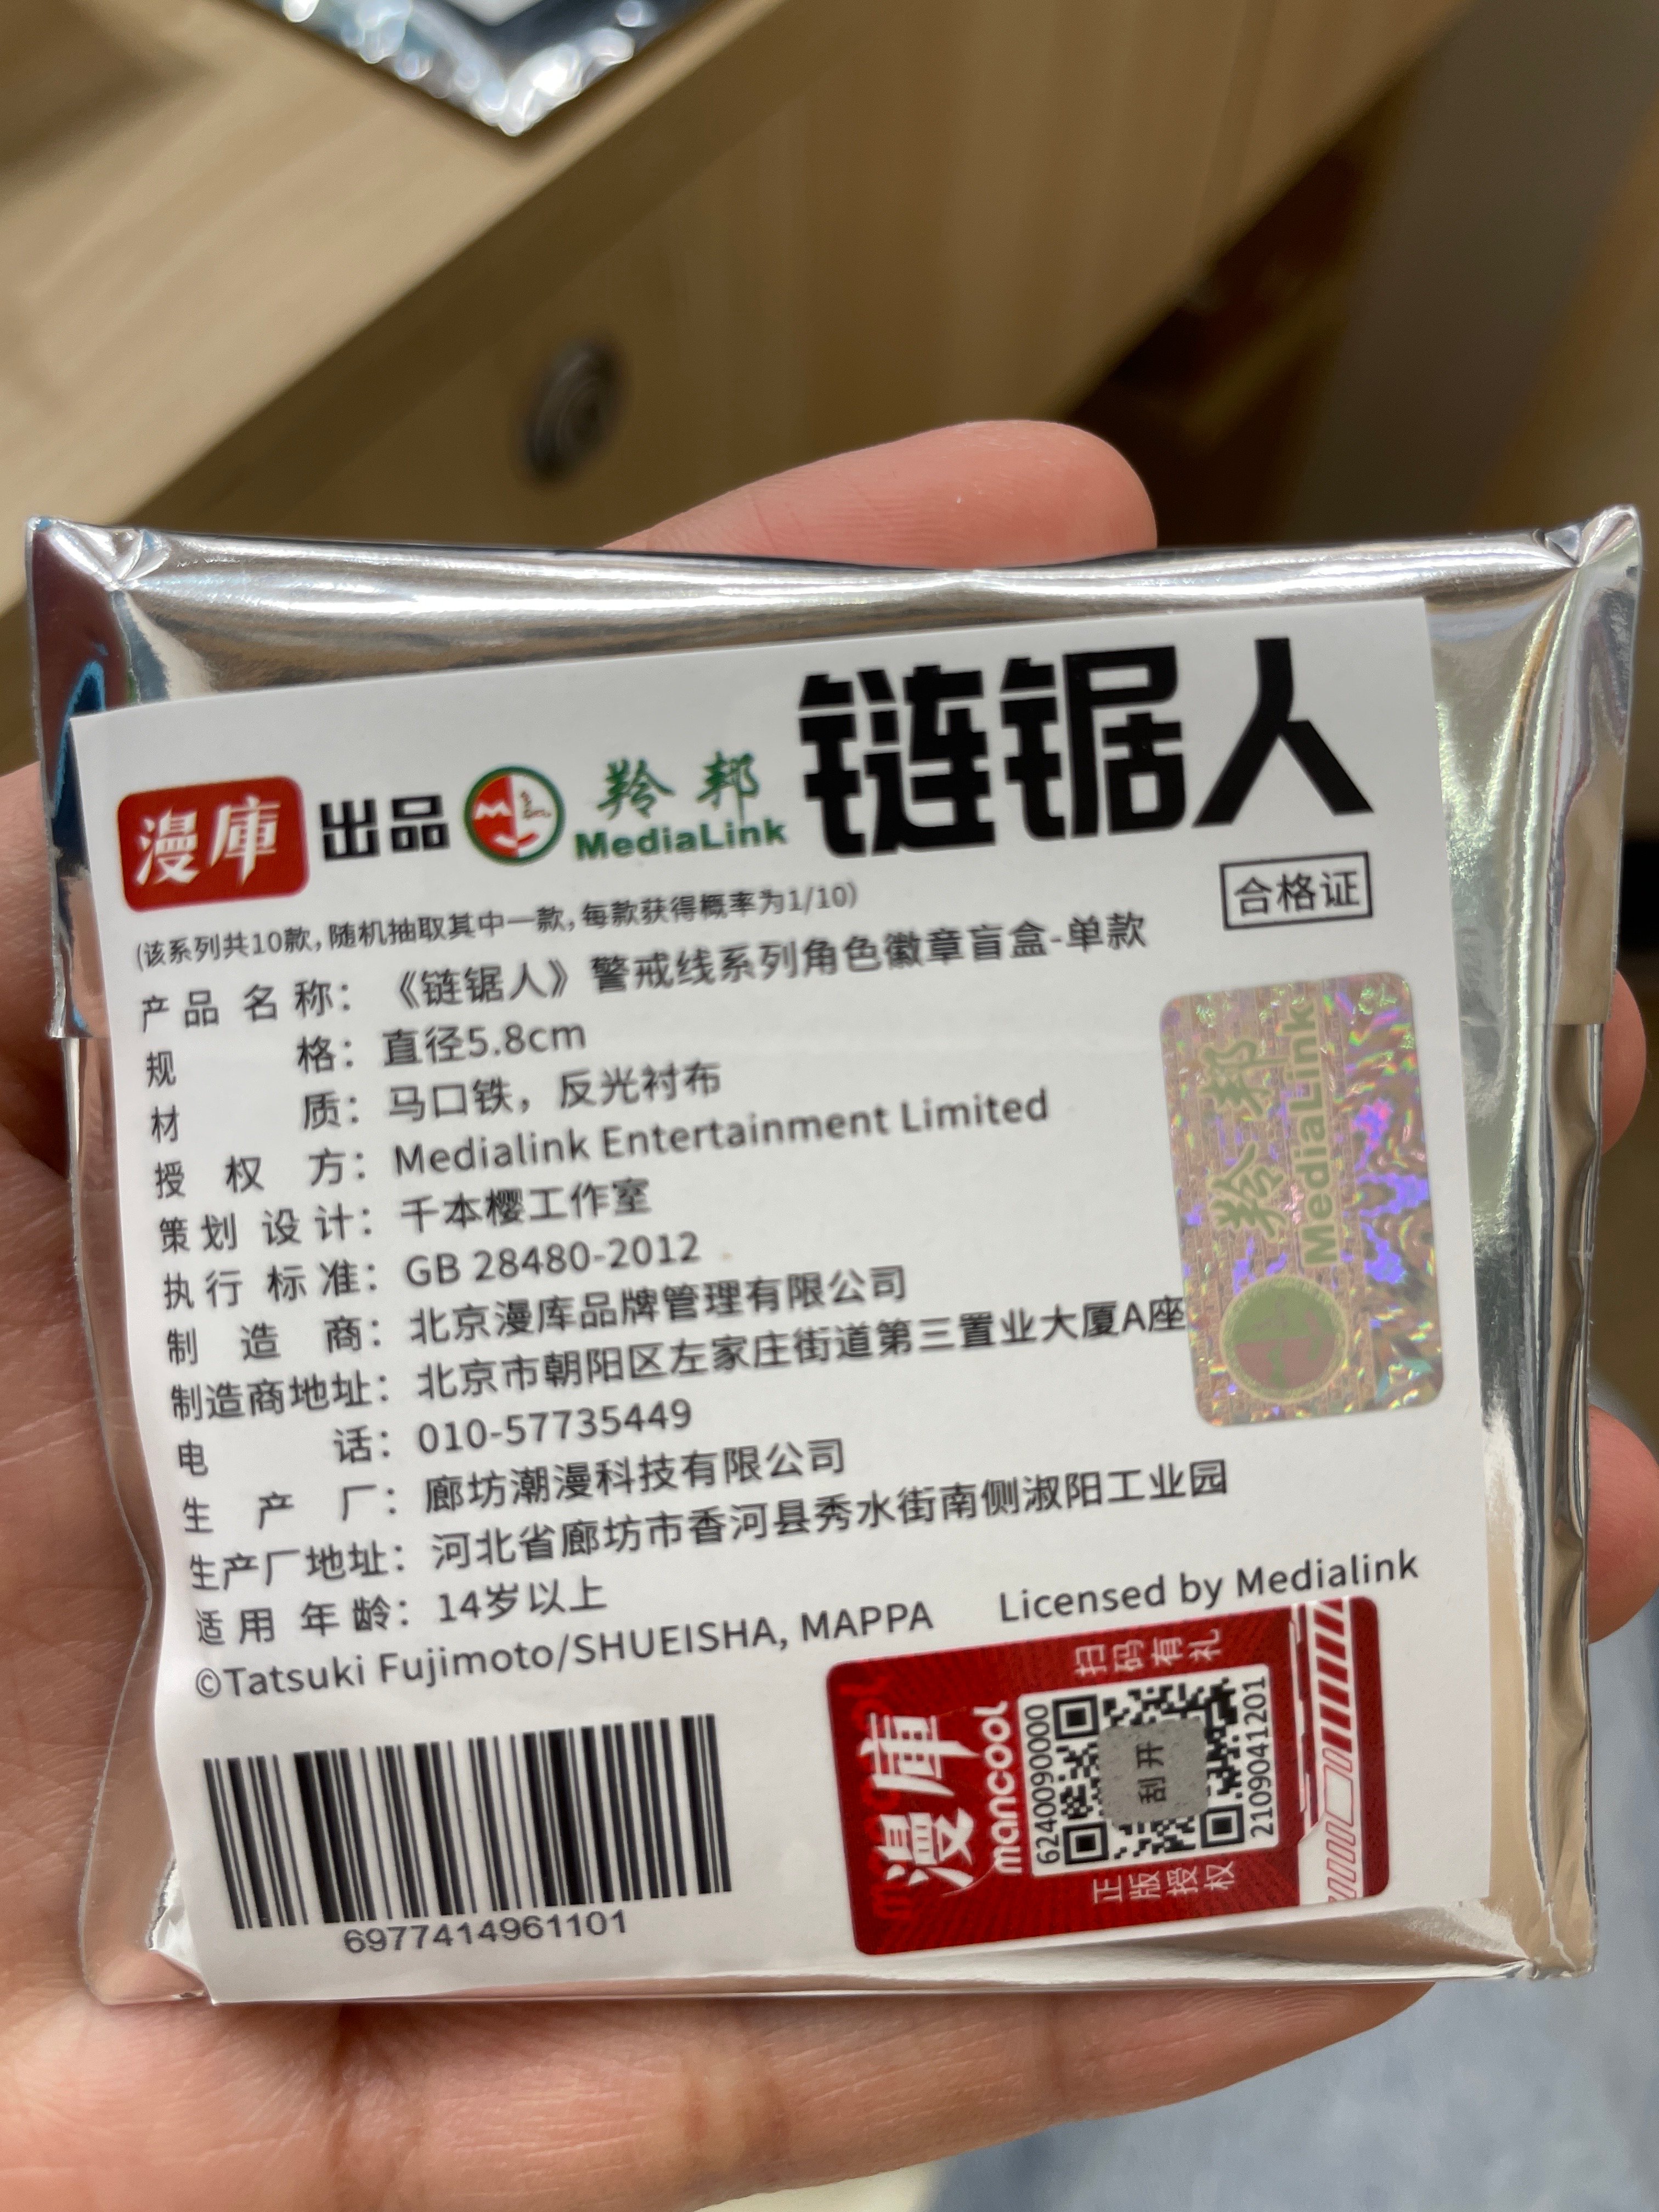 漫庫 出品 羚邦 MediaLink 链锯人
合格证
(该系列共10款,随机抽取其中一款,每款获得概率为1/10)
产品名称：《链锯人》警戒线系列角色徽章盲盒-单款
规格：直径5.8cm
材质：马口铁，反光衬布
授权方：Medialink Entertainment Limited
策划设计：千本樱工作室
执行标准：GB 28480-2012
制造商：北京漫库品牌管理有限公司
制造商地址：北京市朝阳区左家庄街道第三置业大厦A座
电话：010-57735449
生产厂：廊坊潮漫科技有限公司
生产厂地址：河北省廊坊市香河县秀水街南侧淑阳工业园
适用年龄：14岁以上
©Tatsuki Fujimoto/SHUEISHA, MAPPA Licensed by Medialink
6977414961101
羚邦
MediaLink
漫庫
mancool
扫码有礼
6240090000
刮开
2109041201
正版授权